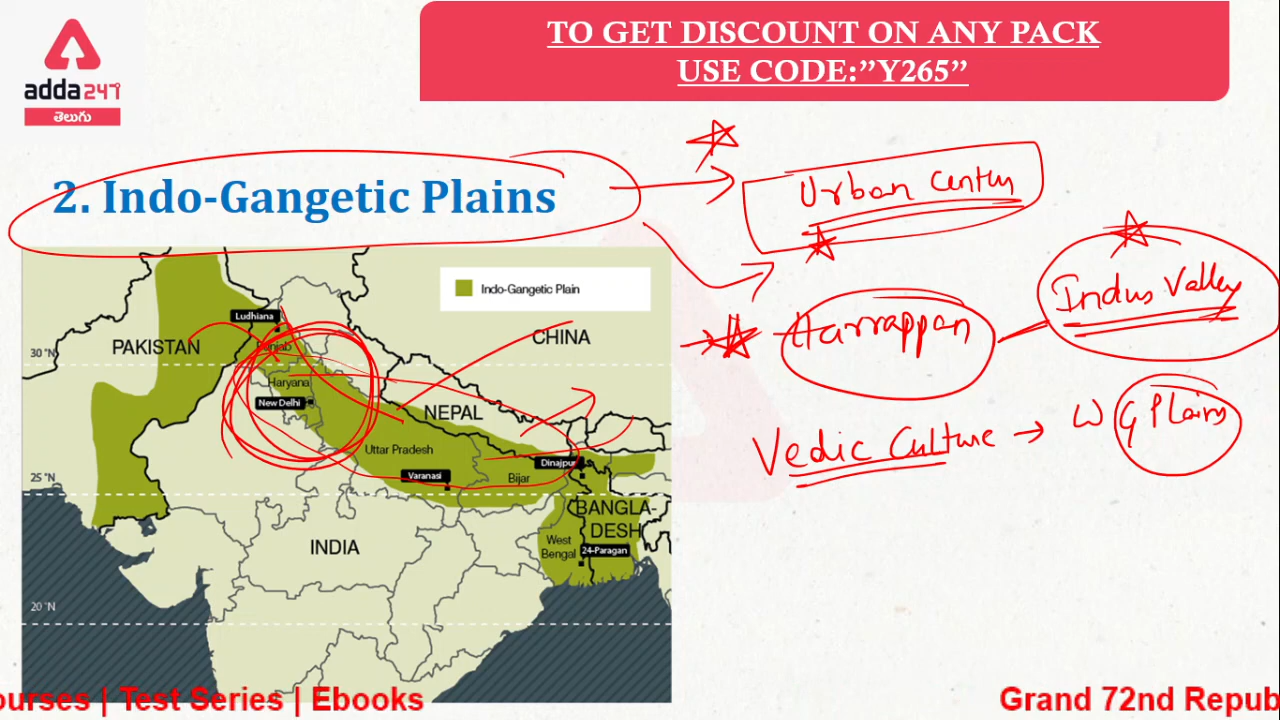 TO GET DISCOUNT ON ANY PACK
USE CODE:”Y265”
adda247
తెలుగు
2. Indo-Gangetic Plains
Urban Centers
Harrappan
Indus Valley
Vedic Culture → W G Plains
Indo-Gangetic Plain
Ludhiana
Punjab
PAKISTAN
CHINA
30 °N
Haryana
New Delhi
NEPAL
Uttar Pradesh
Dinajpur
25 °N
Varanasi
Bijar
BANGLA-
DESH
West
Bengal
24-Paragan
INDIA
20 °N
ourses | Test Series | Ebooks
Grand 72nd Repub